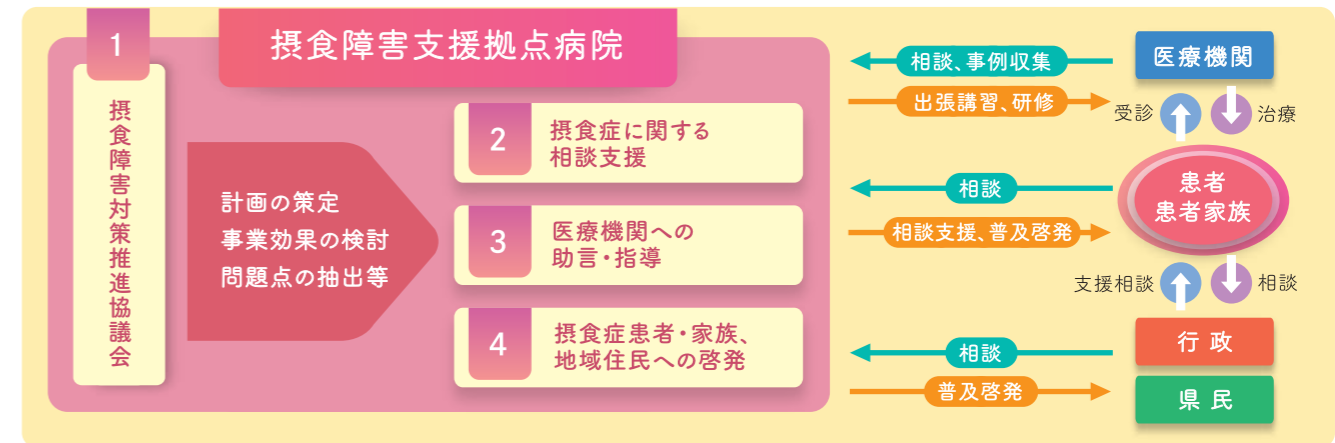 1
摂食障害対策推進協議会
摂食障害支援拠点病院
計画の策定
事業効果の検討
問題点の抽出等
2
摂食症に関する
相談支援
3
医療機関への
助言・指導
4
摂食症患者・家族、
地域住民への啓発
相談、事例収集
出張講習、研修
相談
相談支援、普及啓発
相談
普及啓発
医療機関
受診
治療
患者
患者家族
支援相談
相談
行政
県民